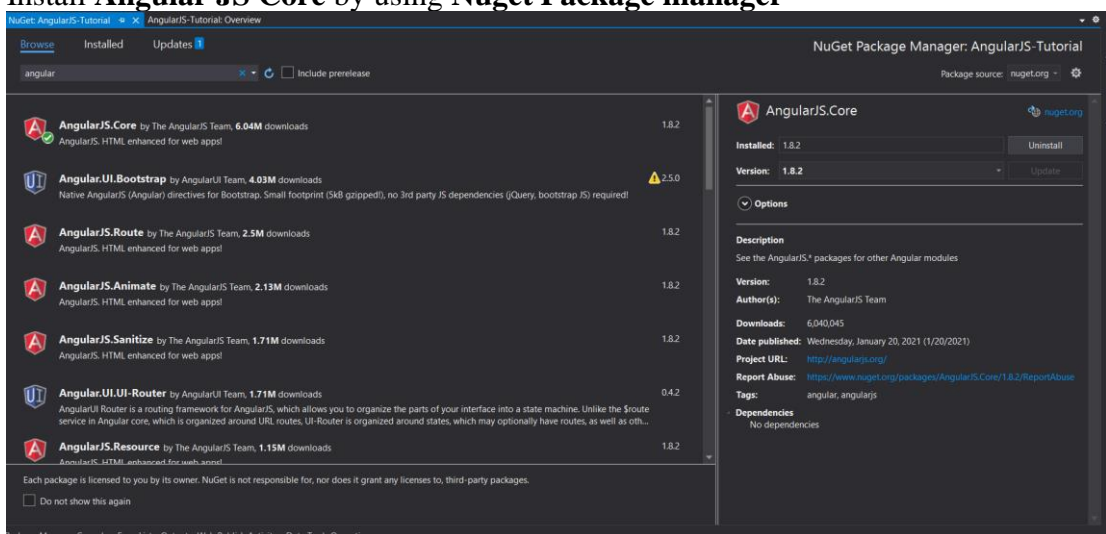 Install Angular JS Core by using Nuget Package manager
NuGet: AngularJS-Tutorial AngularJS-Tutorial: Overview
Browse Installed Updates 1
NuGet Package Manager: AngularJS-Tutorial
angular
Include prerelease
Package source: nuget.org
AngularJS.Core by The AngularJS Team, 6.04M downloads 1.8.2
AngularJS. HTML enhanced for web apps!
Angular.UI.Bootstrap by AngularUI Team, 4.03M downloads 2.5.0
Native AngularJS (Angular) directives for Bootstrap. Small footprint (5kB gzipped!), no 3rd party JS dependencies (jQuery, bootstrap JS) required!
AngularJS.Route by The AngularJS Team, 2.5M downloads 1.8.2
AngularJS. HTML enhanced for web apps!
AngularJS.Animate by The AngularJS Team, 2.13M downloads 1.8.2
AngularJS. HTML enhanced for web apps!
AngularJS.Sanitize by The AngularJS Team, 1.71M downloads 1.8.2
AngularJS. HTML enhanced for web apps!
Angular.UI.UI-Router by AngularUI Team, 1.71M downloads 0.4.2
AngularUI Router is a routing framework for AngularJS, which allows you to organize the parts of your interface into a state machine. Unlike the $route
service in Angular core, which is organized around URL routes, UI-Router is organized around states, which may optionally have routes, as well as oth...
AngularJS.Resource by The AngularJS Team, 1.15M downloads 1.8.2
AngularJS. HTML enhanced for web apps!
Each package is licensed to you by its owner. NuGet is not responsible for, nor does it grant any licenses to, third-party packages.
Do not show this again
AngularJS.Core
nuget.org
Installed: 1.8.2 Uninstall
Version: 1.8.2 Update
Options
Description
See the AngularJS.* packages for other Angular modules
Version: 1.8.2
Author(s): The AngularJS Team
Downloads: 6,040,045
Date published: Wednesday, January 20, 2021 (1/20/2021)
Project URL: http://angularjs.org/
Report Abuse: https://www.nuget.org/packages/AngularJS.Core/1.8.2/ReportAbuse
Tags: angular, angularjs
Dependencies
No dependencies